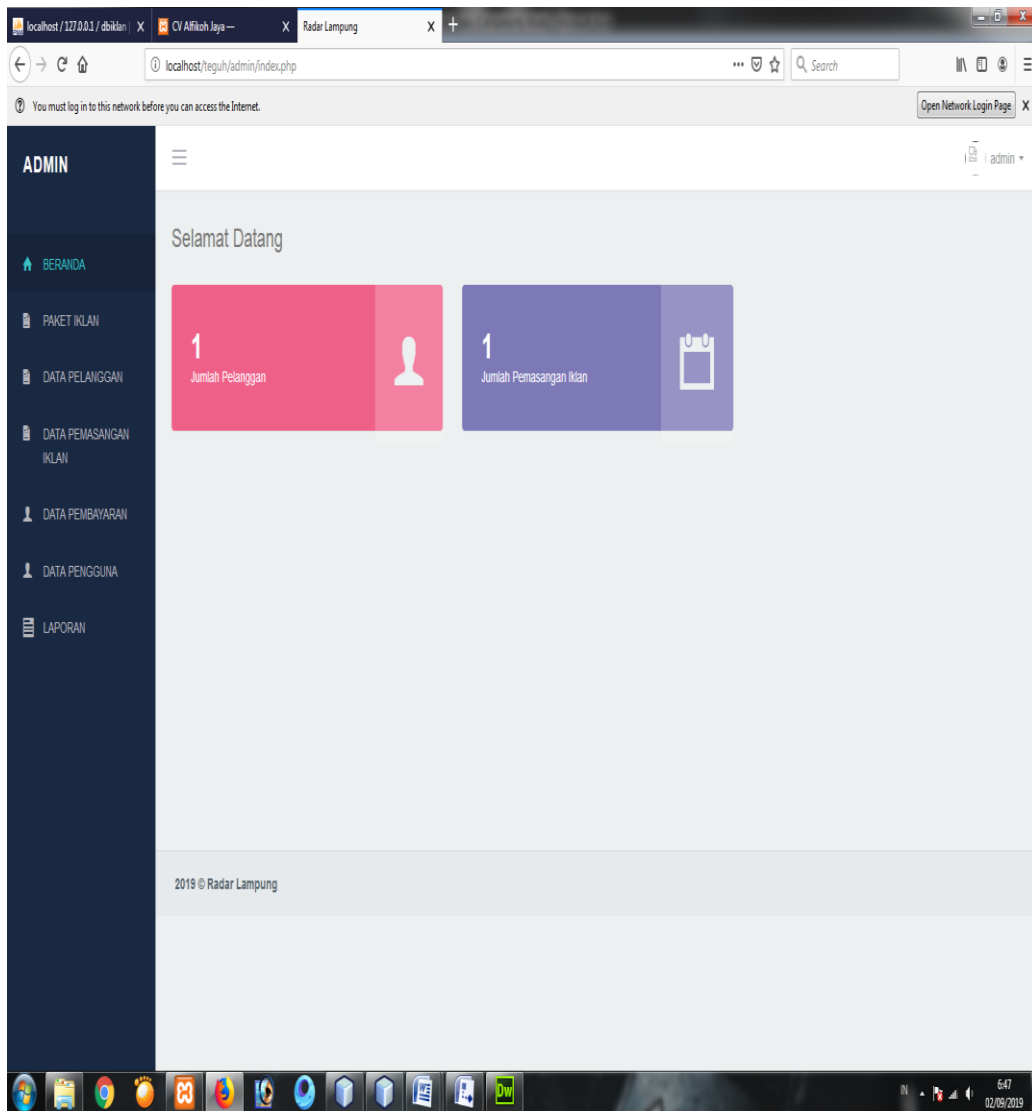 localhost / 127.0.0.1 / dbiklan |
CV Alfikoh Jaya —
Radar Lampung
localhost/teguh/admin/index.php
Search
You must log in to this network before you can access the Internet.
Open Network Login Page
ADMIN
admin
Selamat Datang
BERANDA
PAKET IKLAN
DATA PELANGGAN
DATA PEMASANGAN
IKLAN
DATA PEMBAYARAN
DATA PENGGUNA
LAPORAN
1
Jumlah Pelanggan
1
Jumlah Pemasangan Iklan
2019 © Radar Lampung
Dw
IN
6:47
02/09/2019